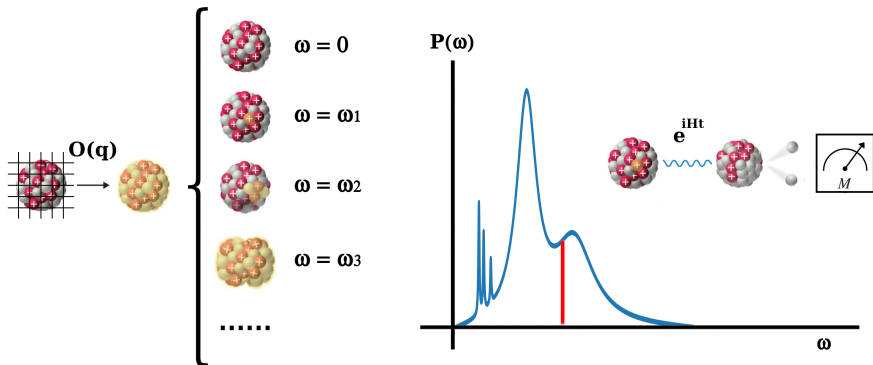 O(q)
ω = 0
ω = ω1
ω = ω2
ω = ω3
......
P(ω)
e^iHt
M
ω